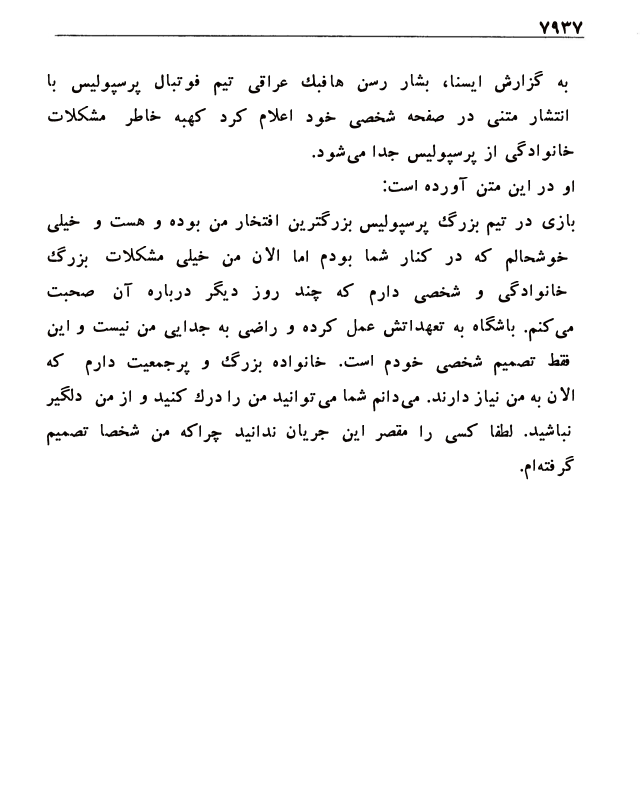 ۷۹۳۷
به گزارش ایسنا، بشار رسن هافبك عراقی تیم فوتبال پرسپولیس با
انتشار متنی در صفحه شخصی خود اعلام کرد کهبه خاطر مشکلات
خانوادگی از پرسپولیس جدا می‌شود.
او در این متن آورده است:
بازی در تیم بزرگ پرسپولیس بزرگترین افتخار من بوده و هست و خیلی
خوشحالم که در کنار شما بودم اما الان من خیلی مشکلات بزرگ
خانوادگی و شخصی دارم که چند روز دیگر درباره آن صحبت
می‌کنم. باشگاه به تعهداتش عمل کرده و راضی به جدایی من نیست و این
فقط تصمیم شخصی خودم است. خانواده بزرگ و پرجمعیت دارم که
الان به من نیاز دارند. می‌دانم شما می‌توانید من را درك کنید و از من دلگیر
نباشید. لطفا کسی را مقصر این جریان ندانید چراکه من شخصا تصمیم
گرفته‌ام.